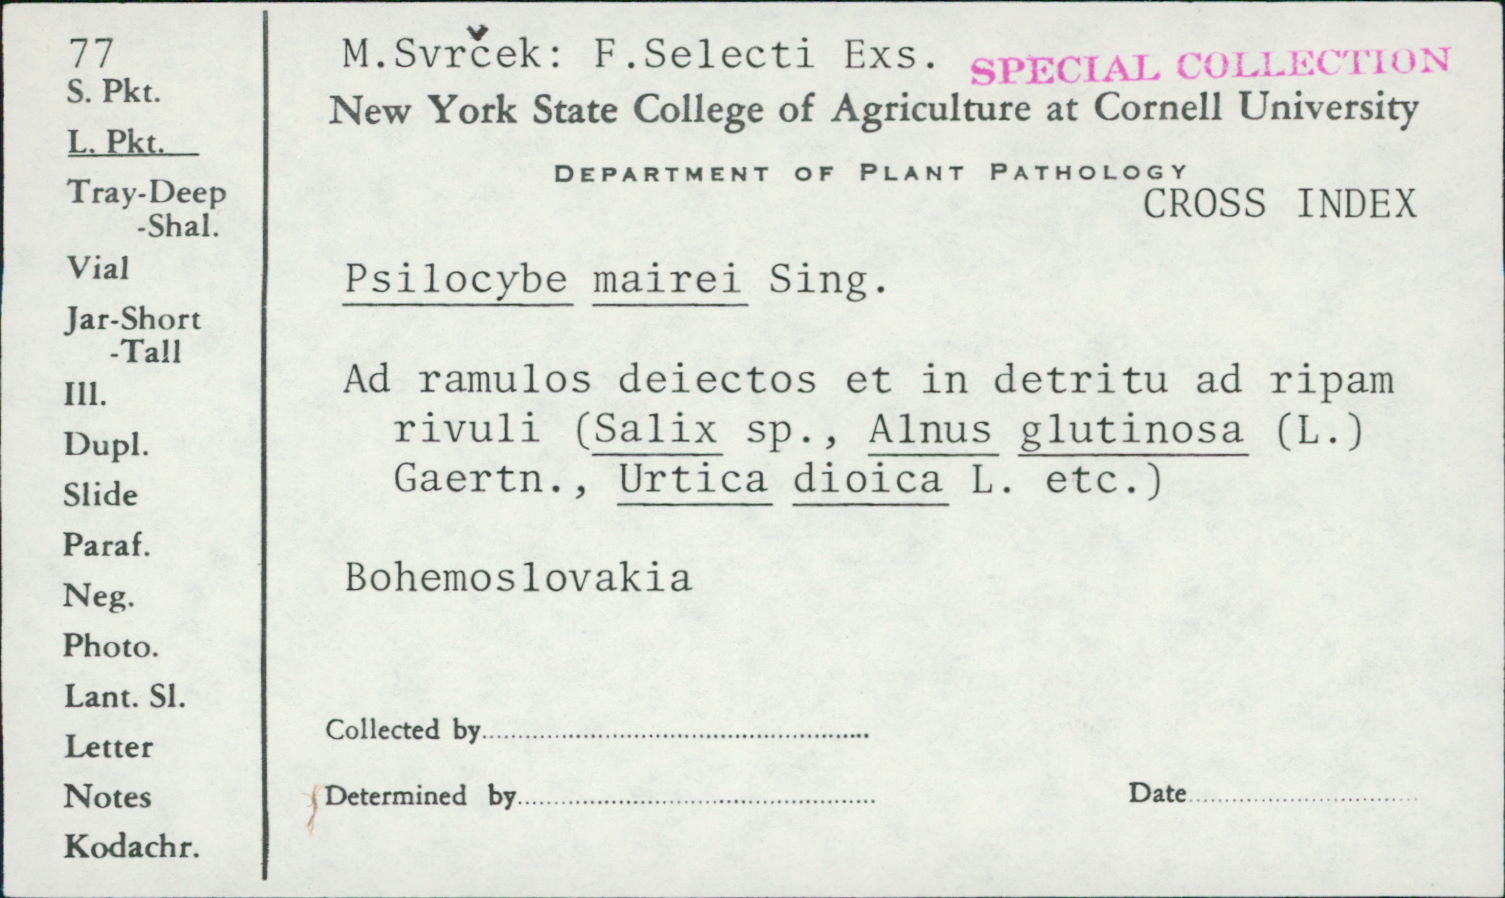 77
S. Pkt.
L. Pkt.
Tray-Deep
-Shal.
Vial
Jar-Short
-Tall
Ill.
Dupl.
Slide
Paraf.
Neg.
Photo.
Lant. Sl.
Letter
Notes
Kodachr.
M.Svrček: F.Selecti Exs.
SPECIAL COLLECTION
New York State College of Agriculture at Cornell University
DEPARTMENT OF PLANT PATHOLOGY
CROSS INDEX
Psilocybe mairei Sing.
Ad ramulos deiectos et in detritu ad ripam
rivuli (Salix sp., Alnus glutinosa (L.)
Gaertn., Urtica dioica L. etc.)
Bohemoslovakia
Collected by
Determined by
Date